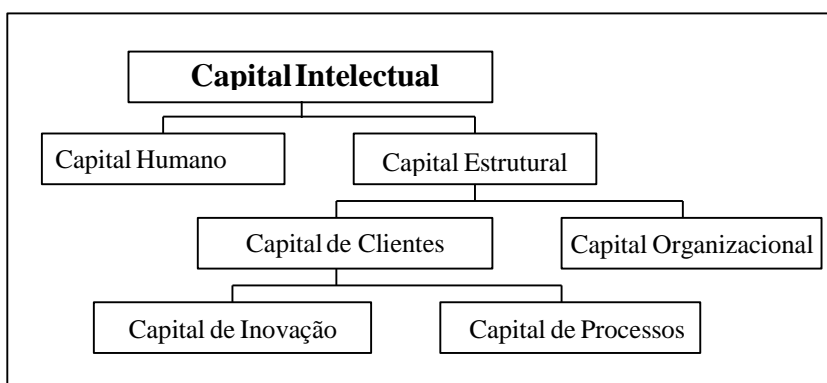 Capital Intelectual
Capital Humano
Capital Estrutural
Capital de Clientes
Capital Organizacional
Capital de Inovação
Capital de Processos